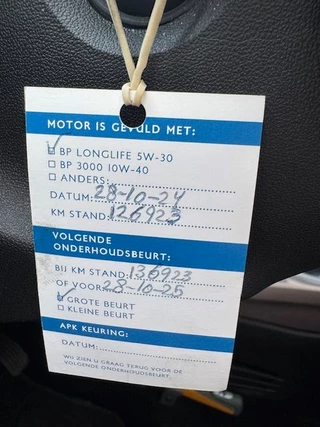 MOTOR IS GEVULD MET:
BP LONGLIFE 5W-30
BP 3000 10W-40
ANDERS:
DATUM: 28-10-24
KM STAND: 126923
VOLGENDE
ONDERHOUDSBEURT:
BIJ KM STAND: 136923
OF VOOR 28-10-25
GROTE BEURT
KLEINE BEURT
APK KEURING:
DATUM:
WIJ ZIEN U GRAAG TERUG VOOR DE
VOLGENDE ONDERHOUDSBEURT.